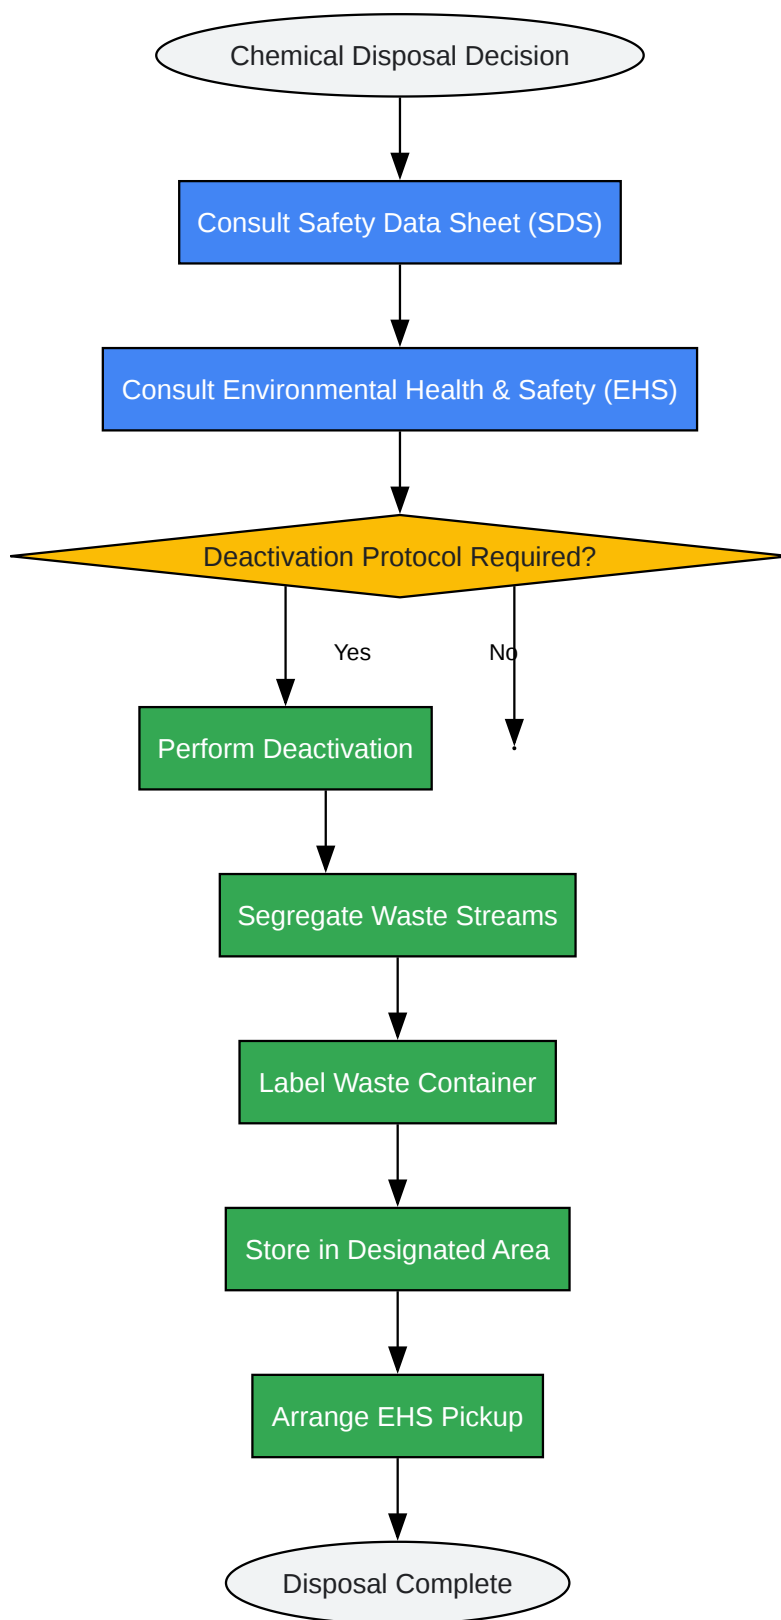 Chemical Disposal Decision
Consult Safety Data Sheet (SDS)
Consult Environmental Health & Safety (EHS)
Deactivation Protocol Required?
Yes
No
Perform Deactivation
Segregate Waste Streams
Label Waste Container
Store in Designated Area
Arrange EHS Pickup
Disposal Complete